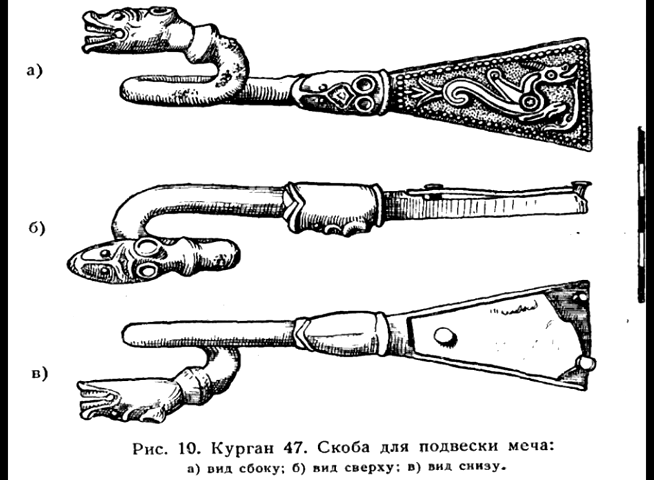 а)
б)
в)
Рис. 10. Курган 47. Скоба для подвески меча:
а) вид сбоку; б) вид сверху; в) вид снизу.